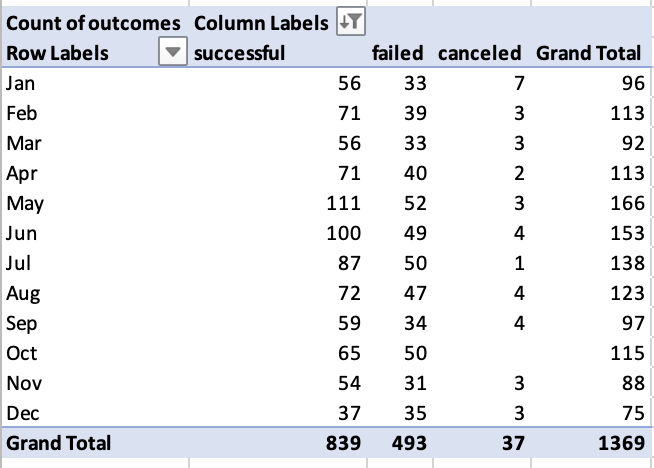 Count of outcomes Column Labels
Row Labels successful failed canceled Grand Total
Jan 56 33 7 96
Feb 71 39 3 113
Mar 56 33 3 92
Apr 71 40 2 113
May 111 52 3 166
Jun 100 49 4 153
Jul 87 50 1 138
Aug 72 47 4 123
Sep 59 34 4 97
Oct 65 50 115
Nov 54 31 3 88
Dec 37 35 3 75
Grand Total 839 493 37 1369